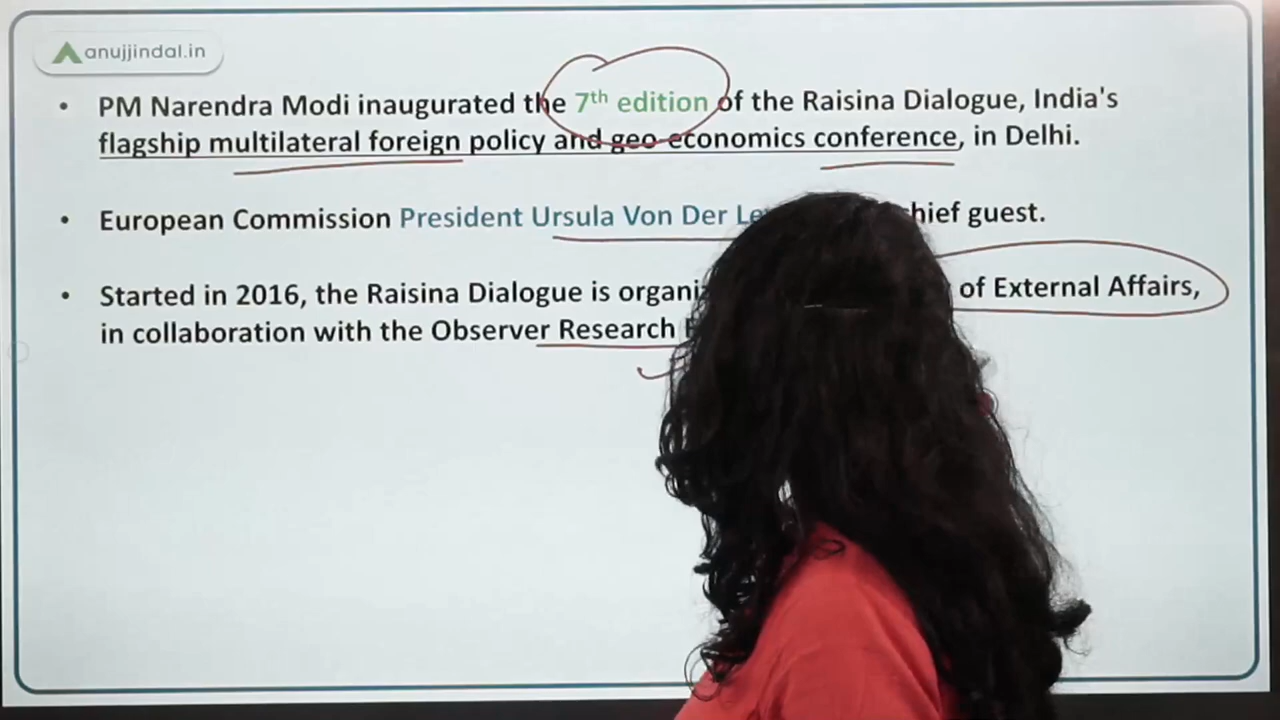 anujjindal.in
• PM Narendra Modi inaugurated the 7th edition of the Raisina Dialogue, India's
flagship multilateral foreign policy and geo-economics conference, in Delhi.
• European Commission President Ursula Von Der guest.
• Started in 2016, the Raisina Dialogue is of External Affairs,
in collaboration with the Observer Research